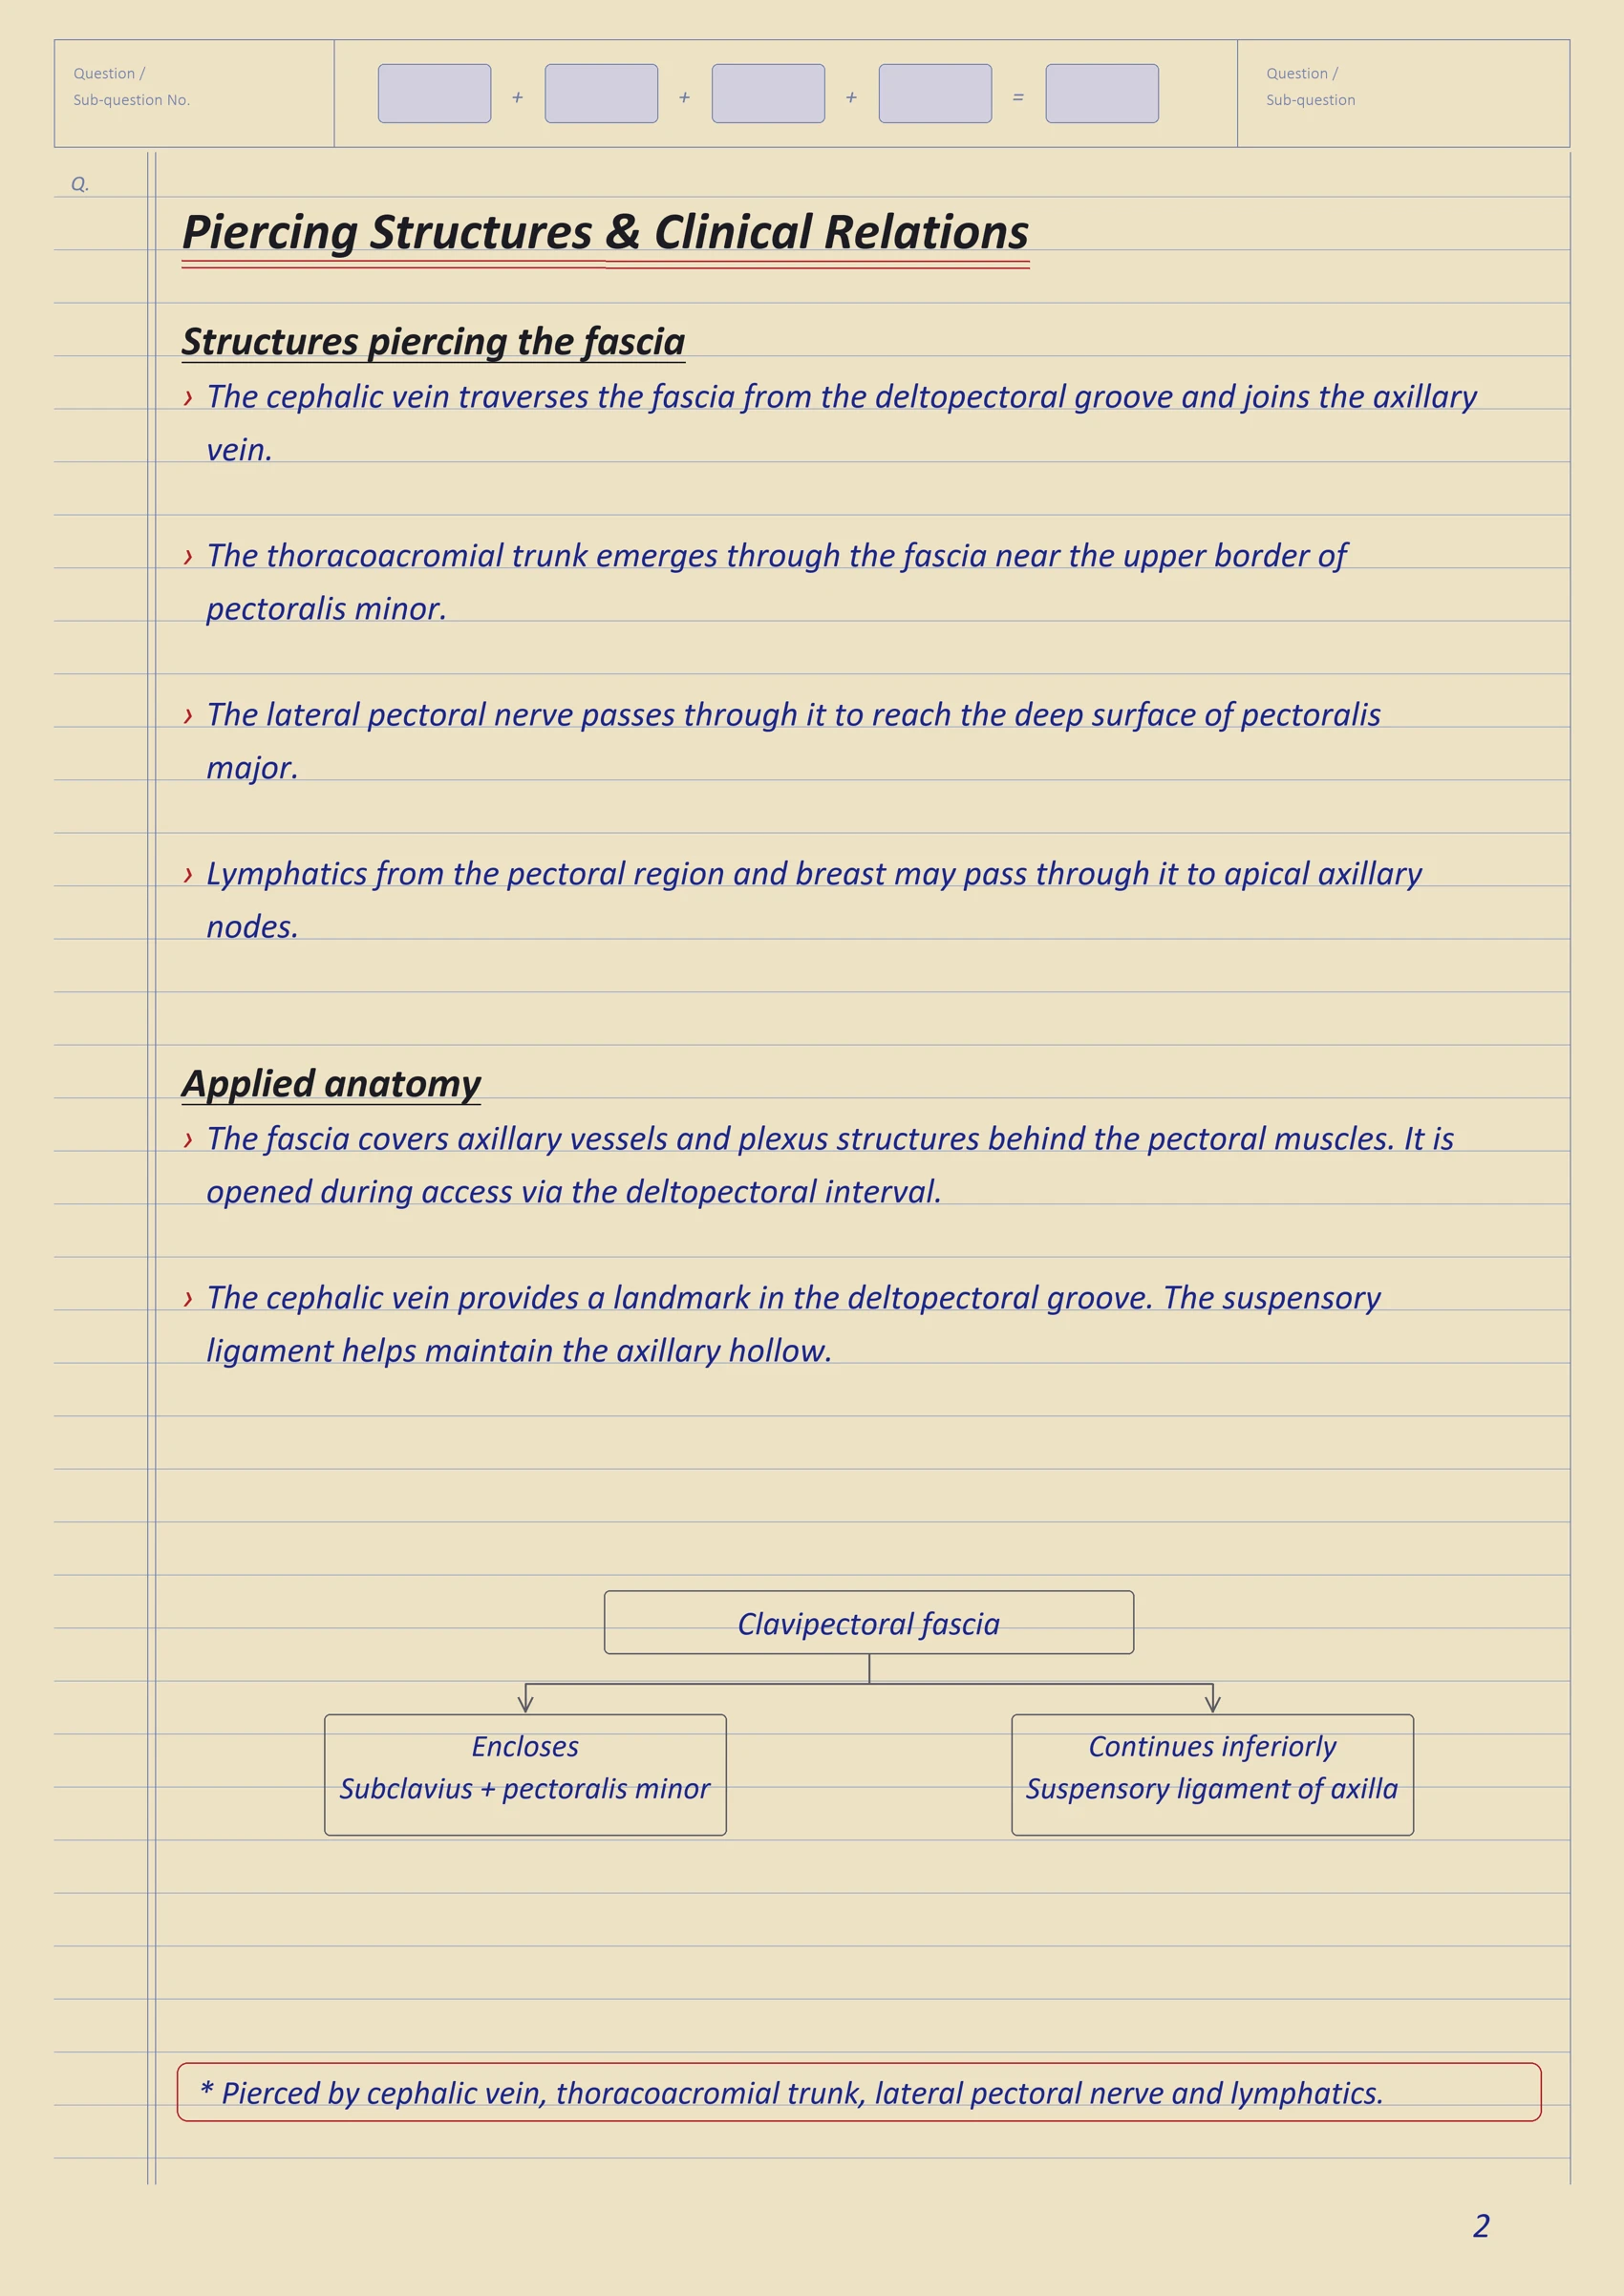 Question /
Sub-question No.
+ + + =
Question /
Sub-question
Q.
Piercing Structures & Clinical Relations
Structures piercing the fascia
› The cephalic vein traverses the fascia from the deltopectoral groove and joins the axillary
vein.
› The thoracoacromial trunk emerges through the fascia near the upper border of
pectoralis minor.
› The lateral pectoral nerve passes through it to reach the deep surface of pectoralis
major.
› Lymphatics from the pectoral region and breast may pass through it to apical axillary
nodes.
Applied anatomy
› The fascia covers axillary vessels and plexus structures behind the pectoral muscles. It is
opened during access via the deltopectoral interval.
› The cephalic vein provides a landmark in the deltopectoral groove. The suspensory
ligament helps maintain the axillary hollow.
Clavipectoral fascia
Encloses
Subclavius + pectoralis minor
Continues inferiorly
Suspensory ligament of axilla
* Pierced by cephalic vein, thoracoacromial trunk, lateral pectoral nerve and lymphatics.
2